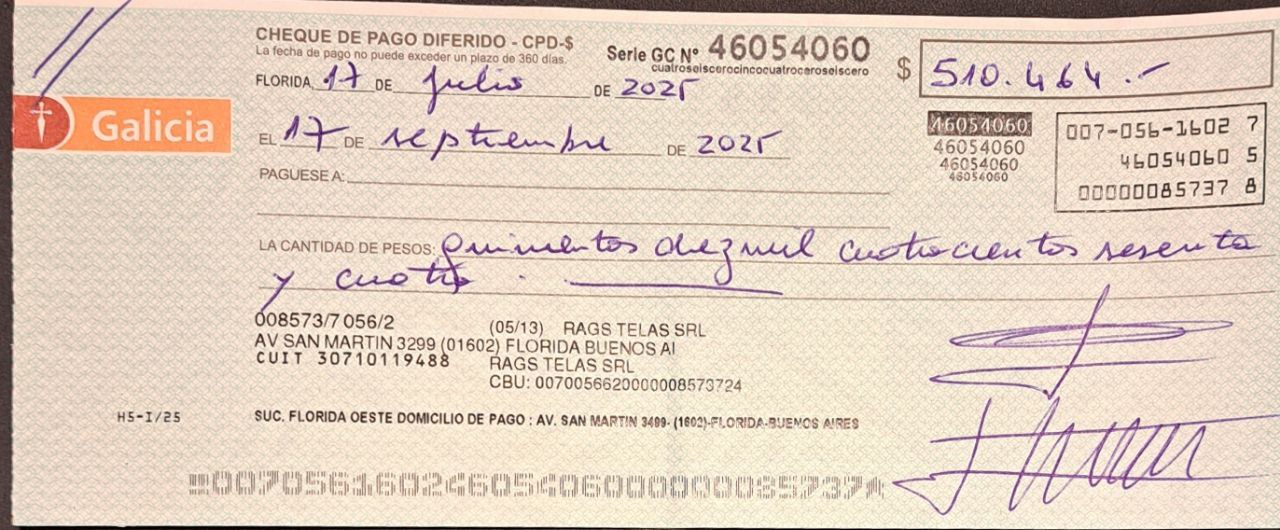 CHEQUE DE PAGO DIFERIDO - CPD-$
La fecha de pago no puede exceder un plazo de 360 días.
Serie GC Nº 46054060
cuatroseiscerocincocuatroceroseiscero
$ 510.464.-
FLORIDA, 17 DE julio DE 2025
Galicia
EL 17 DE septiembre DE 2025
46054060
46054060
46054060
46054060
007-056-1602 7
46054060 5
00000085737 8
PAGUESE A:
LA CANTIDAD DE PESOS: quinientos diez mil cuatrocientos sesenta
y cuatro . —
008573/7 056/2 (05/13) RAGS TELAS SRL
AV SAN MARTIN 3299 (01602) FLORIDA BUENOS AI
CUIT 30710119488 RAGS TELAS SRL
CBU: 0070056620000008573724
H5-I/25
SUC. FLORIDA OESTE DOMICILIO DE PAGO : AV. SAN MARTIN 3499- (1602)-FLORIDA-BUENOS AIRES
00705616024605406000000085737